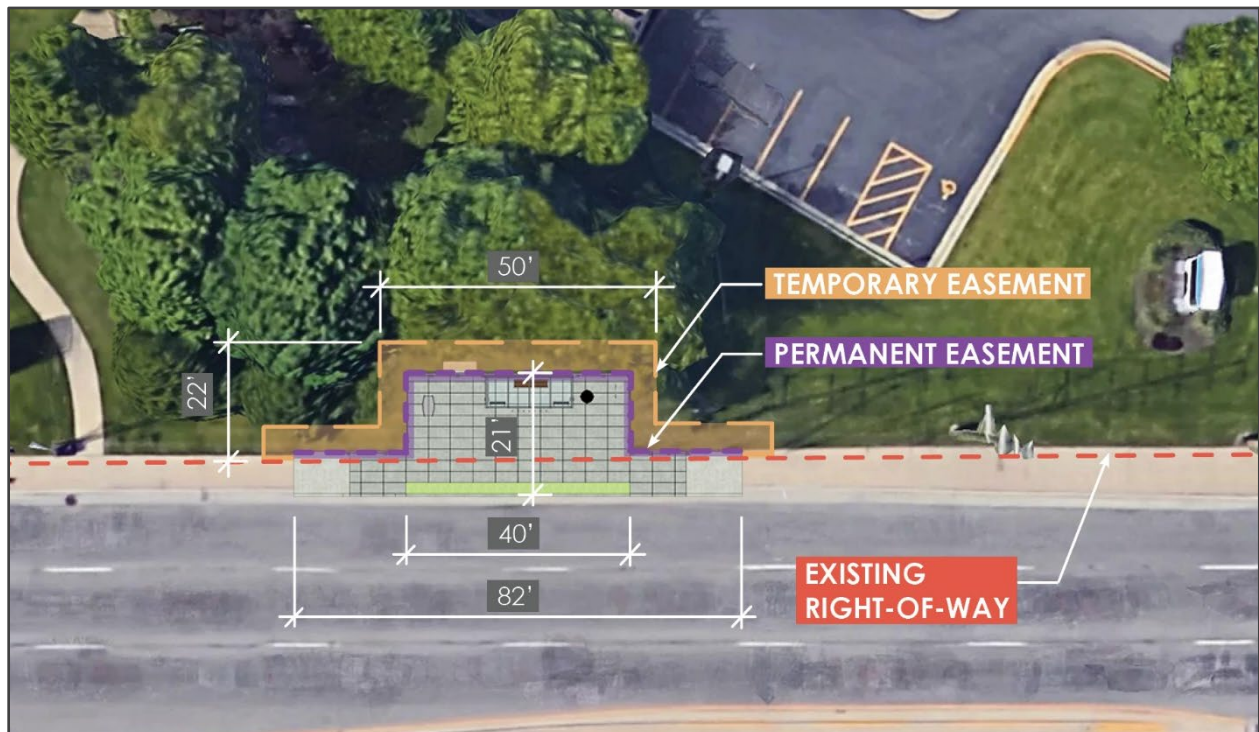 50’
TEMPORARY EASEMENT
PERMANENT EASEMENT
22’
21’
40’
82’
EXISTING
RIGHT-OF-WAY